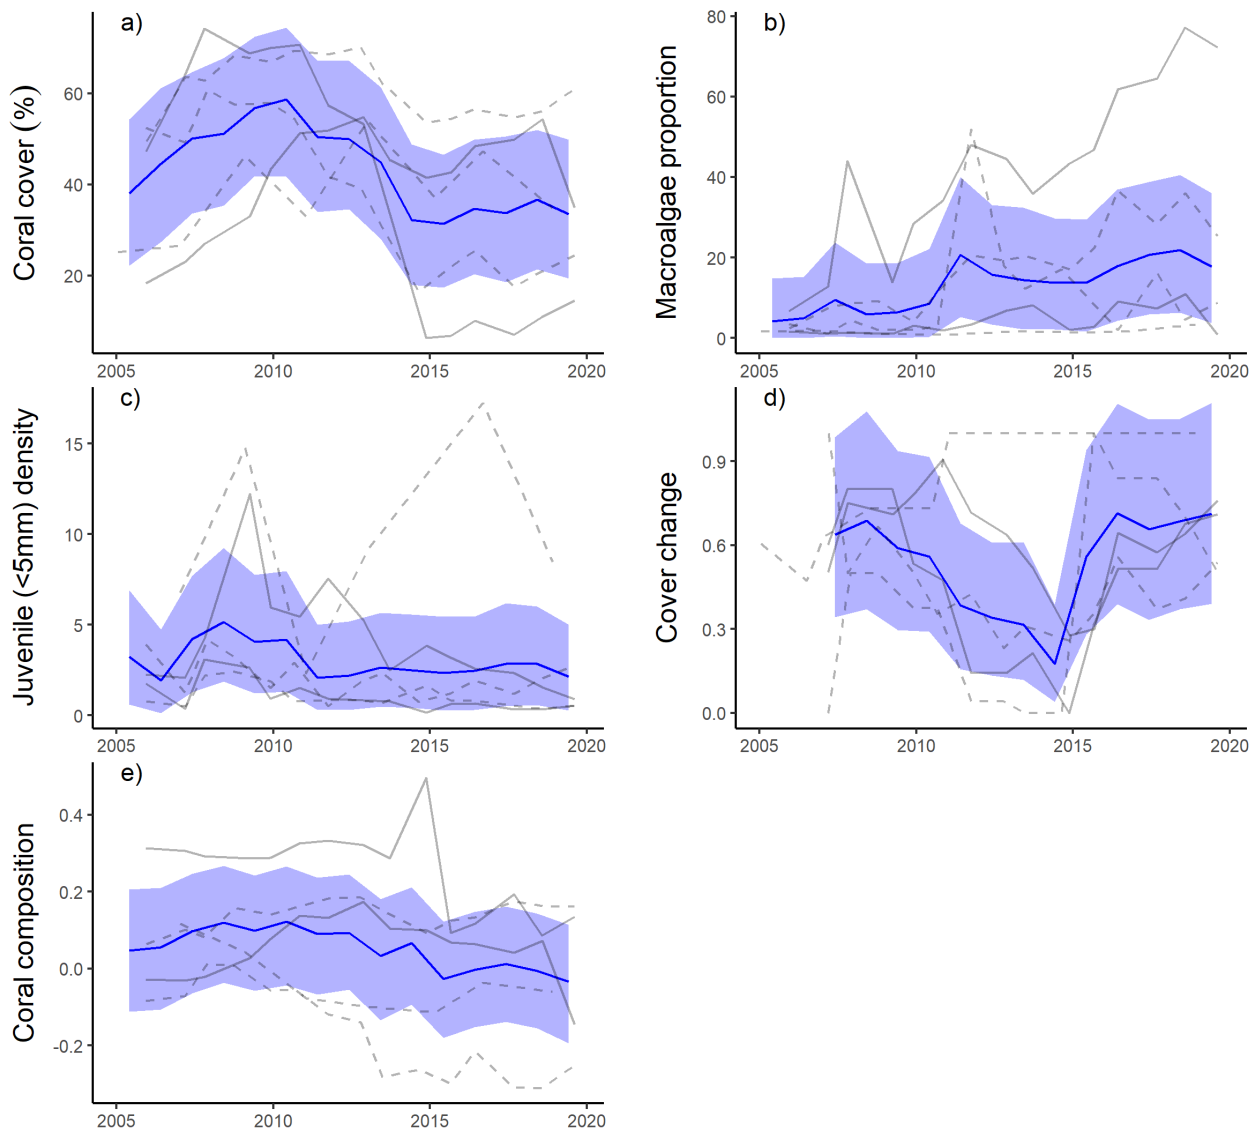 a)
Coral cover (%)
60
40
20
2005 2010 2015 2020
b)
Macroalgae proportion
80
60
40
20
0
2005 2010 2015 2020
c)
Juvenile (<5mm) density
15
10
5
0
2005 2010 2015 2020
d)
Cover change
0.9
0.6
0.3
0.0
2005 2010 2015 2020
e)
Coral composition
0.4
0.2
0.0
-0.2
2005 2010 2015 2020